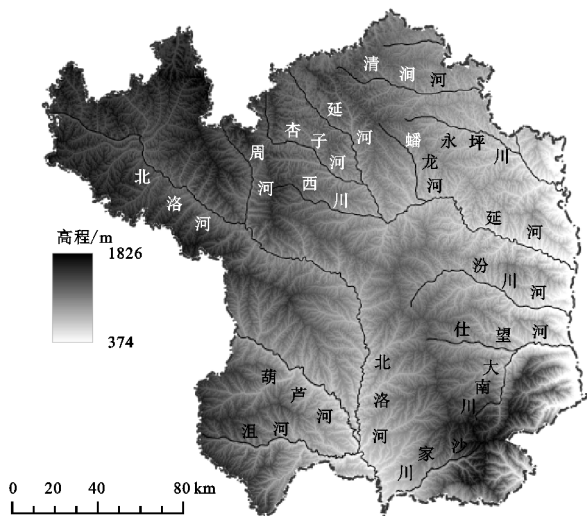 清涧河
延河
杏子河
周河
西川
蟠龙河
永坪川
延河
北洛河
高程/m
1826
374
汾川河
仕望河
大南川
葫芦河
沮河
北洛河
川家沙
0 20 40 60 80 km